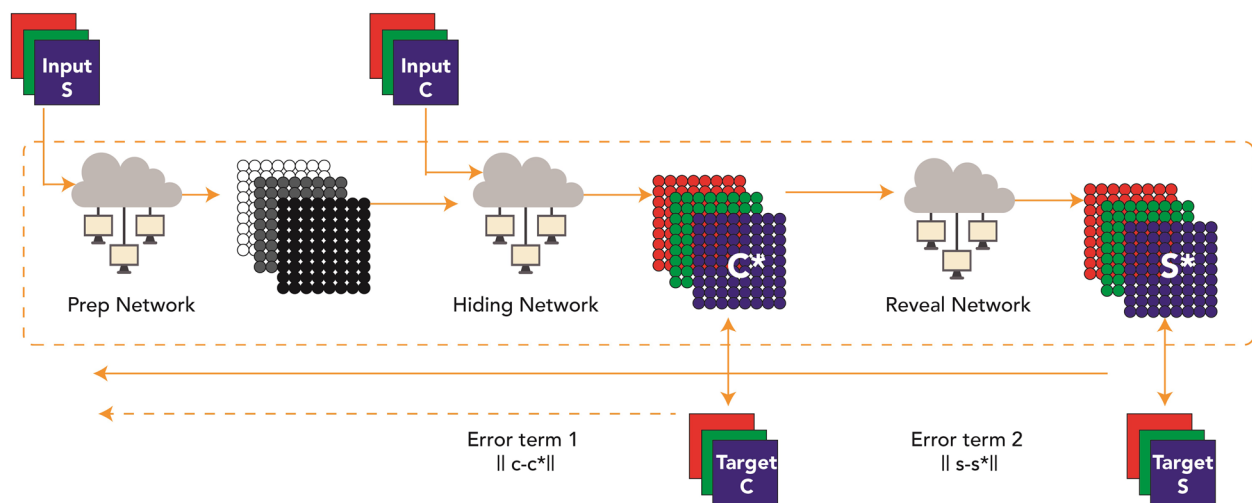 Input
S
Input
C
C*
S*
Prep Network
Hiding Network
Reveal Network
Error term 1
|| c-c*||
Target
C
Error term 2
|| s-s*||
Target
S